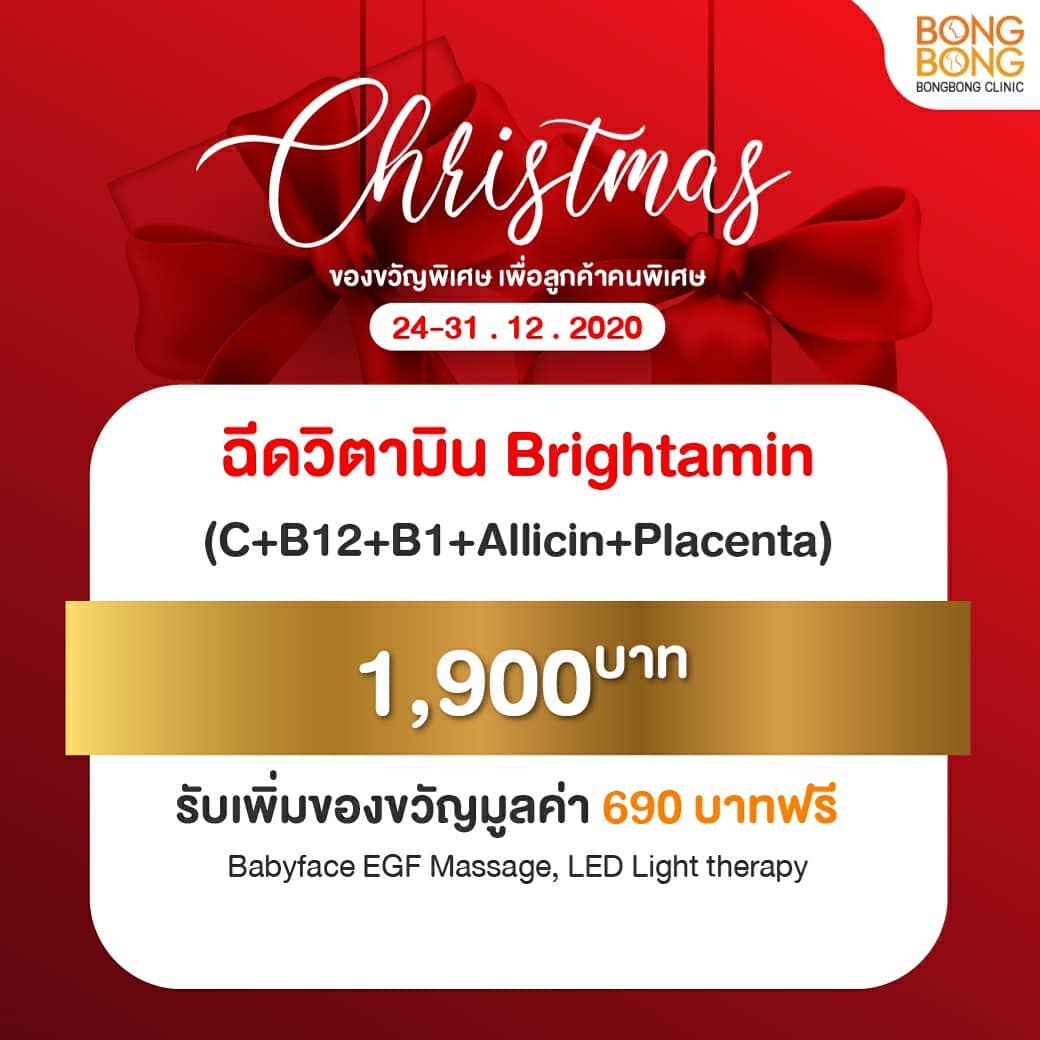 BONG
BONG
BONGBONG CLINIC
Christmas
ของขวัญพิเศษ เพื่อลูกค้าคนพิเศษ
24-31 . 12 . 2020
ฉีดวิตามิน Brightamin
(C+B12+B1+Allicin+Placenta)
1,900บาท
รับเพิ่มของขวัญมูลค่า 690 บาทฟรี
Babyface EGF Massage, LED Light therapy